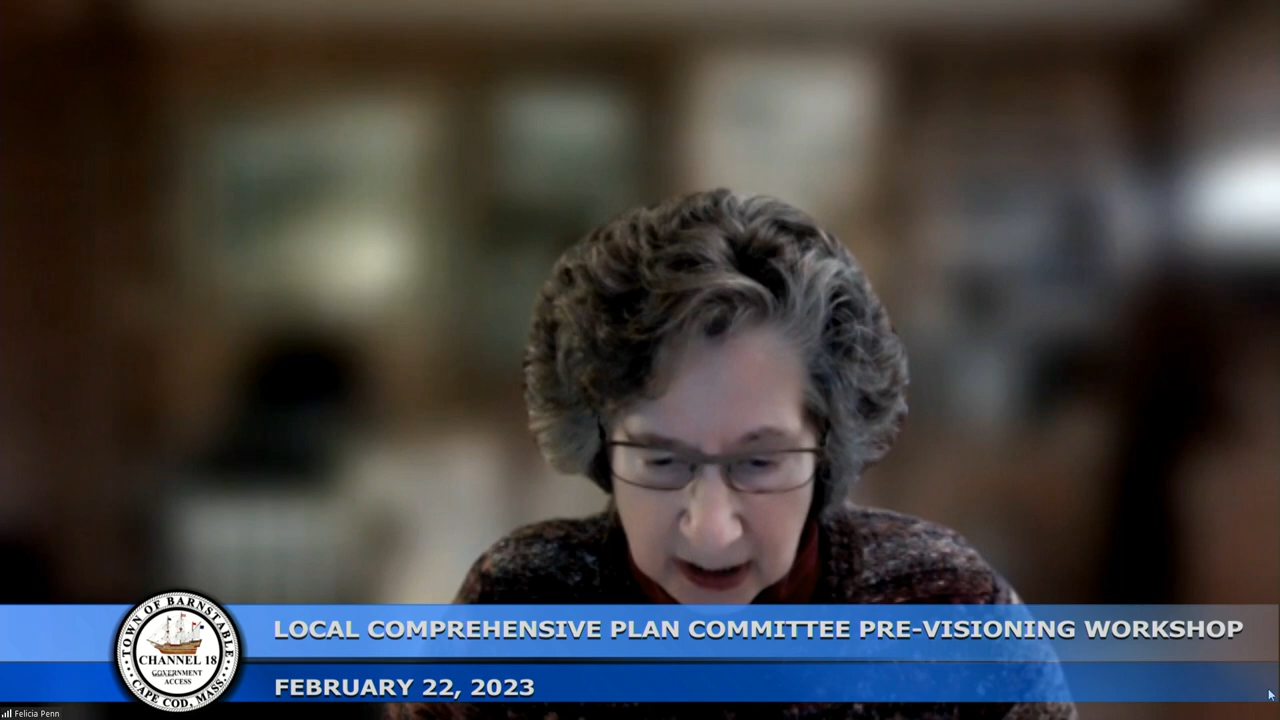 LOCAL COMPREHENSIVE PLAN COMMITTEE PRE-VISIONING WORKSHOP
TOWN OF BARNSTABLE
CHANNEL 18
GOVERNMENT
ACCESS
CAPE COD, MASS.
FEBRUARY 22, 2023
Felicia Penn